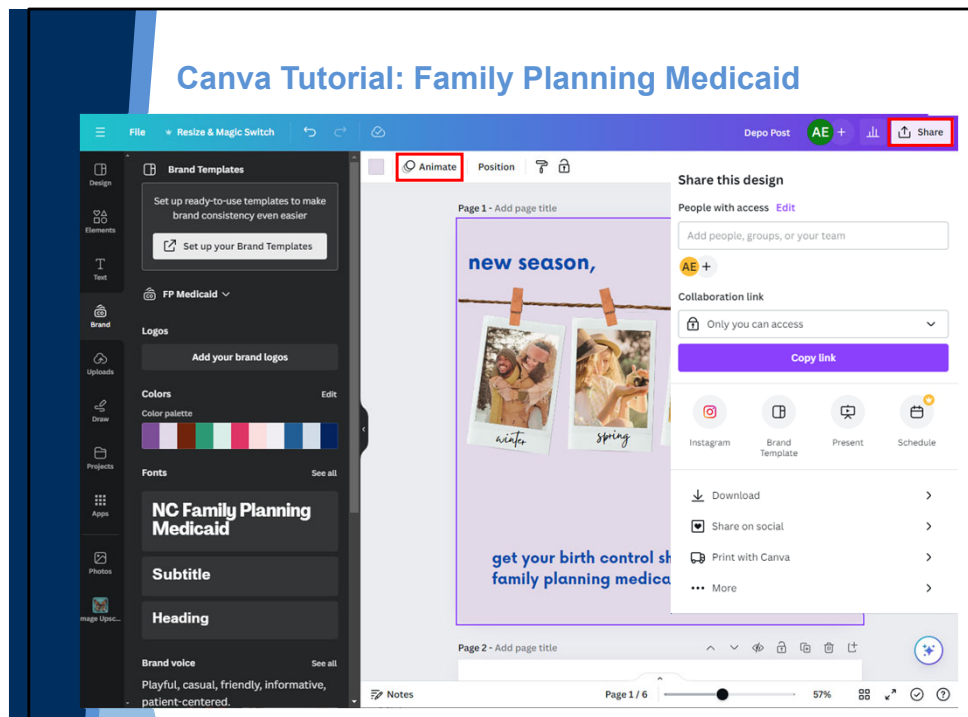 Canva Tutorial: Family Planning Medicaid
File
Resize & Magic Switch
Depo Post
AE
+
Share
Design
Elements
Text
Brand
Uploads
Draw
Projects
Apps
Photos
mage Upsc...
Brand Templates
Set up ready-to-use templates to make
brand consistency even easier
Set up your Brand Templates
FP Medicaid
Logos
Add your brand logos
Colors
Edit
Color palette
Fonts
See all
NC Family Planning
Medicaid
Subtitle
Heading
Brand voice
See all
Playful, casual, friendly, informative,
patient-centered.
Animate
Position
Page 1 - Add page title
new season,
winter
spring
get your birth control sh
family planning medica
Page 2 - Add page title
Notes
Page 1 / 6
57%
Share this design
People with access Edit
Add people, groups, or your team
AE +
Collaboration link
Only you can access
Copy link
Instagram
Brand
Template
Present
Schedule
Download
Share on social
Print with Canva
More